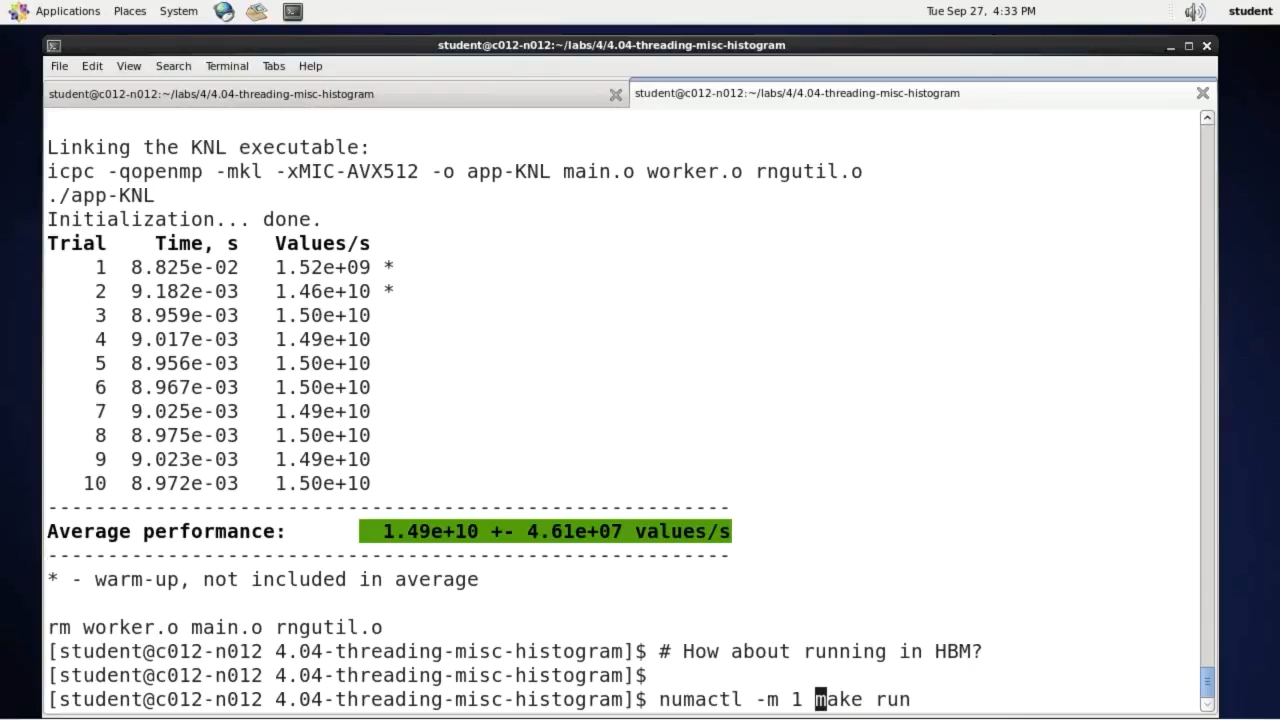 Applications Places System Tue Sep 27, 4:33 PM student
student@c012-n012:~/labs/4/4.04-threading-misc-histogram
File Edit View Search Terminal Tabs Help
student@c012-n012:~/labs/4/4.04-threading-misc-histogram student@c012-n012:~/labs/4/4.04-threading-misc-histogram
Linking the KNL executable:
icpc -qopenmp -mkl -xMIC-AVX512 -o app-KNL main.o worker.o rngutil.o
./app-KNL
Initialization... done.
Trial Time, s Values/s
1 8.825e-02 1.52e+09 *
2 9.182e-03 1.46e+10 *
3 8.959e-03 1.50e+10
4 9.017e-03 1.49e+10
5 8.956e-03 1.50e+10
6 8.967e-03 1.50e+10
7 9.025e-03 1.49e+10
8 8.975e-03 1.50e+10
9 9.023e-03 1.49e+10
10 8.972e-03 1.50e+10
---------------------------------------------------------
Average performance: 1.49e+10 +- 4.61e+07 values/s
---------------------------------------------------------
* - warm-up, not included in average
rm worker.o main.o rngutil.o
[student@c012-n012 4.04-threading-misc-histogram]$ # How about running in HBM?
[student@c012-n012 4.04-threading-misc-histogram]$
[student@c012-n012 4.04-threading-misc-histogram]$ numactl -m 1 make run